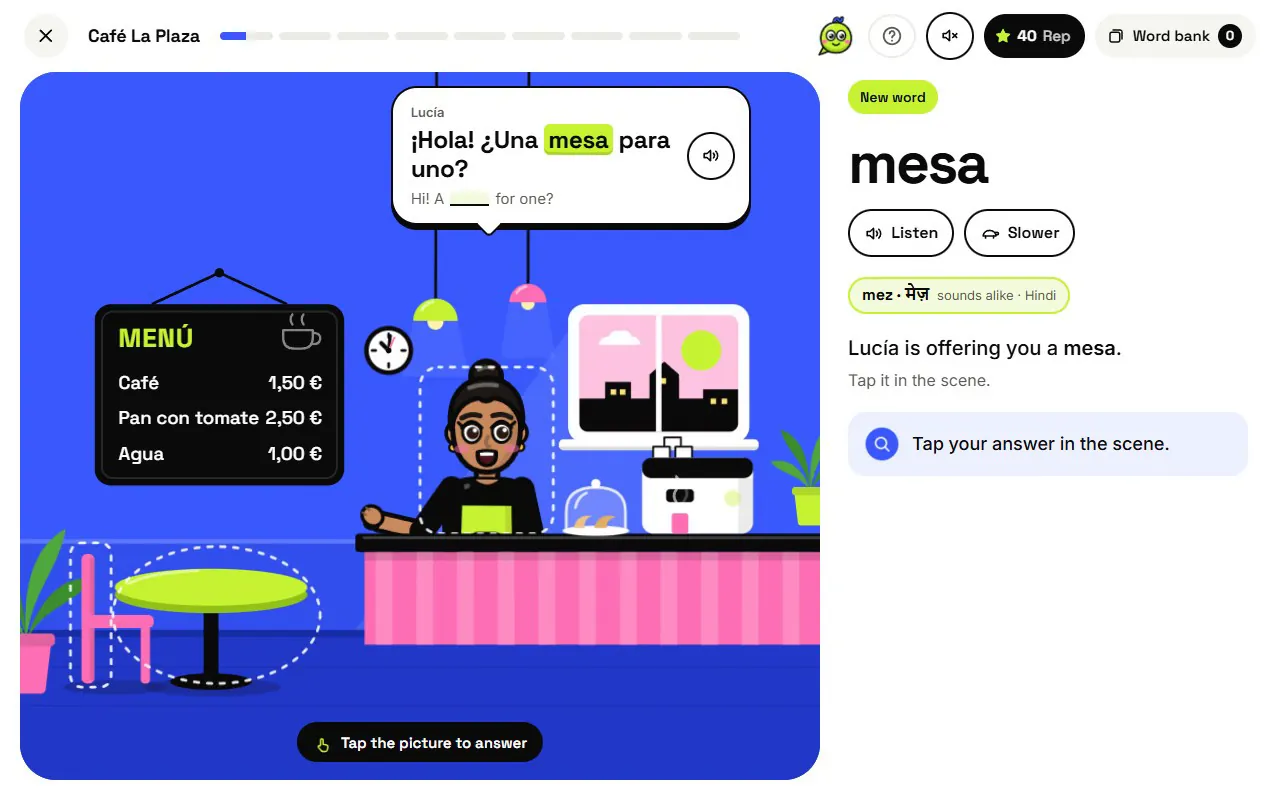 Café La Plaza
40 Rep
Word bank 0
Lucía
¡Hola! ¿Una mesa para
uno?
Hi! A ____ for one?
MENÚ
Café 1,50 €
Pan con tomate 2,50 €
Agua 1,00 €
Tap the picture to answer
New word
mesa
Listen
Slower
mez · मेज़ sounds alike · Hindi
Lucía is offering you a mesa.
Tap it in the scene.
Tap your answer in the scene.